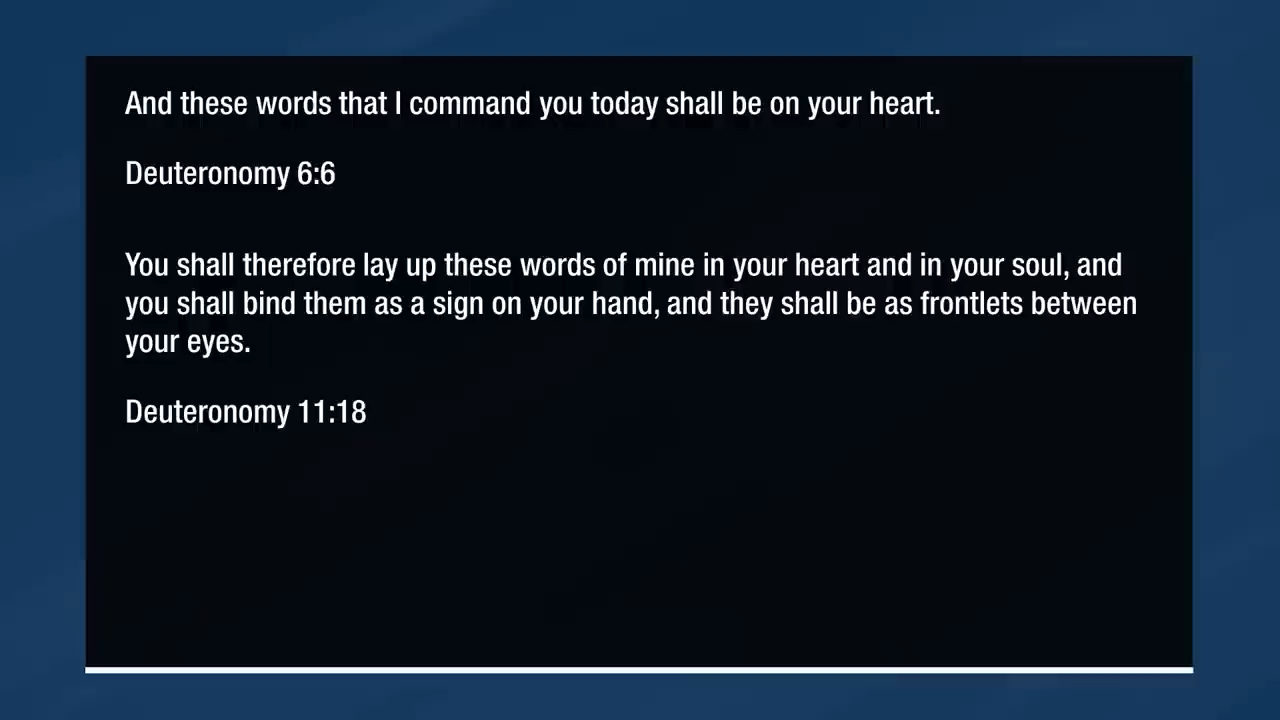 And these words that I command you today shall be on your heart.
Deuteronomy 6:6
You shall therefore lay up these words of mine in your heart and in your soul, and
you shall bind them as a sign on your hand, and they shall be as frontlets between
your eyes.
Deuteronomy 11:18